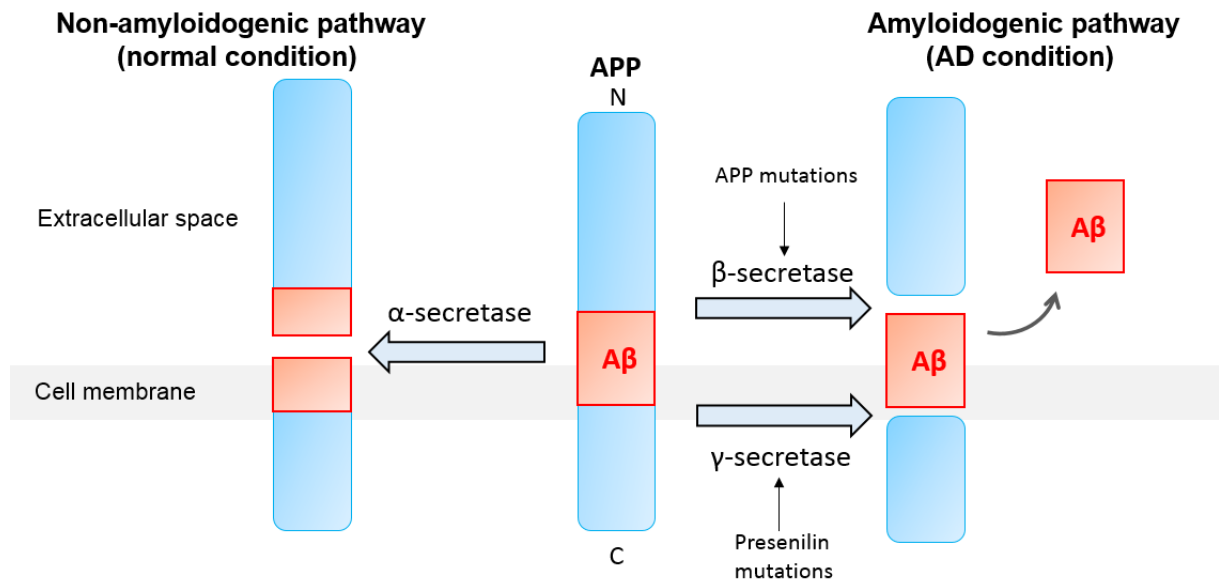 Non-amyloidogenic pathway
(normal condition)
Amyloidogenic pathway
(AD condition)
APP
N
APP mutations
Extracellular space
Aβ
β-secretase
α-secretase
Aβ
Aβ
Cell membrane
γ-secretase
Presenilin
mutations
C